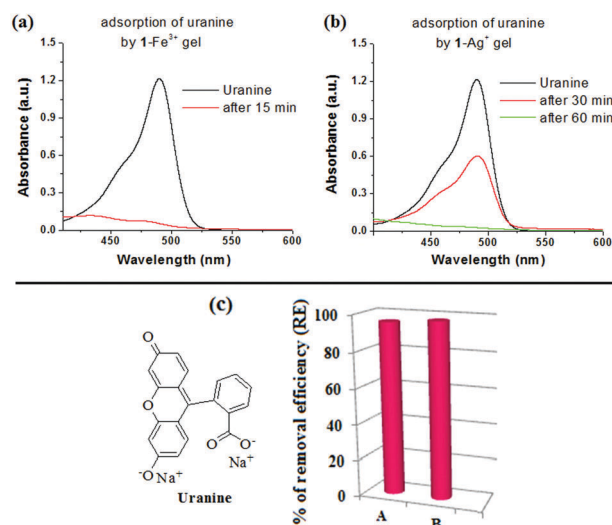 (a)
adsorption of uranine
by 1-Fe³⁺ gel
Absorbance (a.u.)
1.5
1.2
0.9
0.6
0.3
0.0
Uranine
after 15 min
450
500
550
600
Wavelength (nm)
(b)
adsorption of uranine
by 1-Ag⁺ gel
Absorbance (a.u.)
1.5
1.2
0.9
0.6
0.3
0.0
Uranine
after 30 min
after 60 min
450
500
550
600
Wavelength (nm)
(c)
O
O
O
O⁻
Na⁺
⁻O
Na⁺
Uranine
% of removal efficiency (RE)
100
80
60
40
20
0
A
B